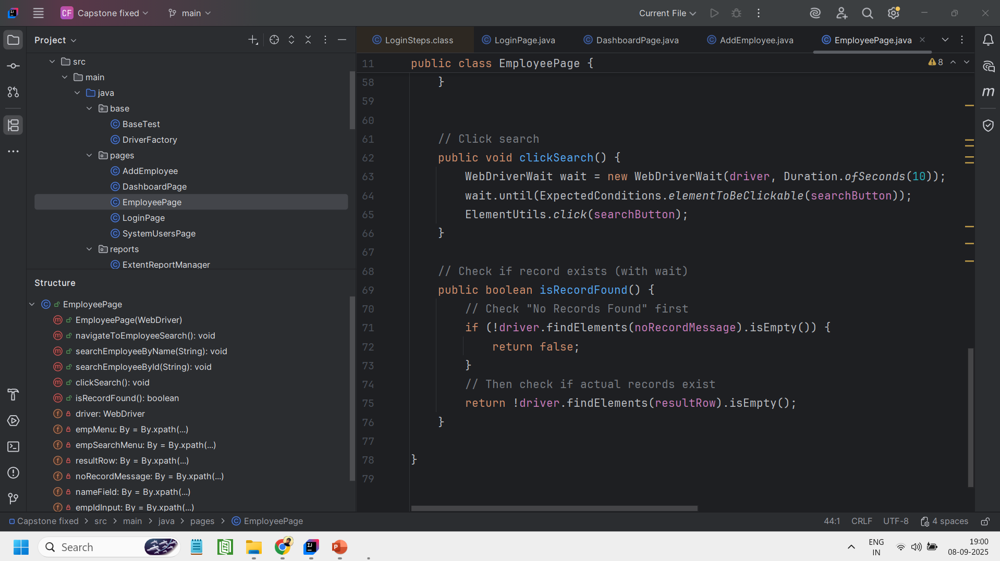 CF Capstone fixed main Current File
Project
LoginSteps.class LoginPage.java DashboardPage.java AddEmployee.java EmployeePage.java
src
main
java
base
BaseTest
DriverFactory
pages
AddEmployee
DashboardPage
EmployeePage
LoginPage
SystemUsersPage
reports
ExtentReportManager
Structure
EmployeePage
EmployeePage(WebDriver)
navigateToEmployeeSearch(): void
searchEmployeeByName(String): void
searchEmployeeById(String): void
clickSearch(): void
isRecordFound(): boolean
driver: WebDriver
empMenu: By = By.xpath(...)
empSearchMenu: By = By.xpath(...)
resultRow: By = By.xpath(...)
noRecordMessage: By = By.xpath(...)
nameField: By = By.xpath(...)
empIdInput: By = By.xpath(...)
11 public class EmployeePage { 8
58 }
59
60
61 // Click search
62 public void clickSearch() {
63 WebDriverWait wait = new WebDriverWait(driver, Duration.ofSeconds(10));
64 wait.until(ExpectedConditions.elementToBeClickable(searchButton));
65 ElementUtils.click(searchButton);
66 }
67
68 // Check if record exists (with wait)
69 public boolean isRecordFound() {
70 // Check "No Records Found" first
71 if (!driver.findElements(noRecordMessage).isEmpty()) {
72 return false;
73 }
74 // Then check if actual records exist
75 return !driver.findElements(resultRow).isEmpty();
76 }
77
78 }
79
Capstone fixed > src > main > java > pages > EmployeePage 44:1 CRLF UTF-8 4 spaces
Search
ENG
IN
19:00
08-09-2025